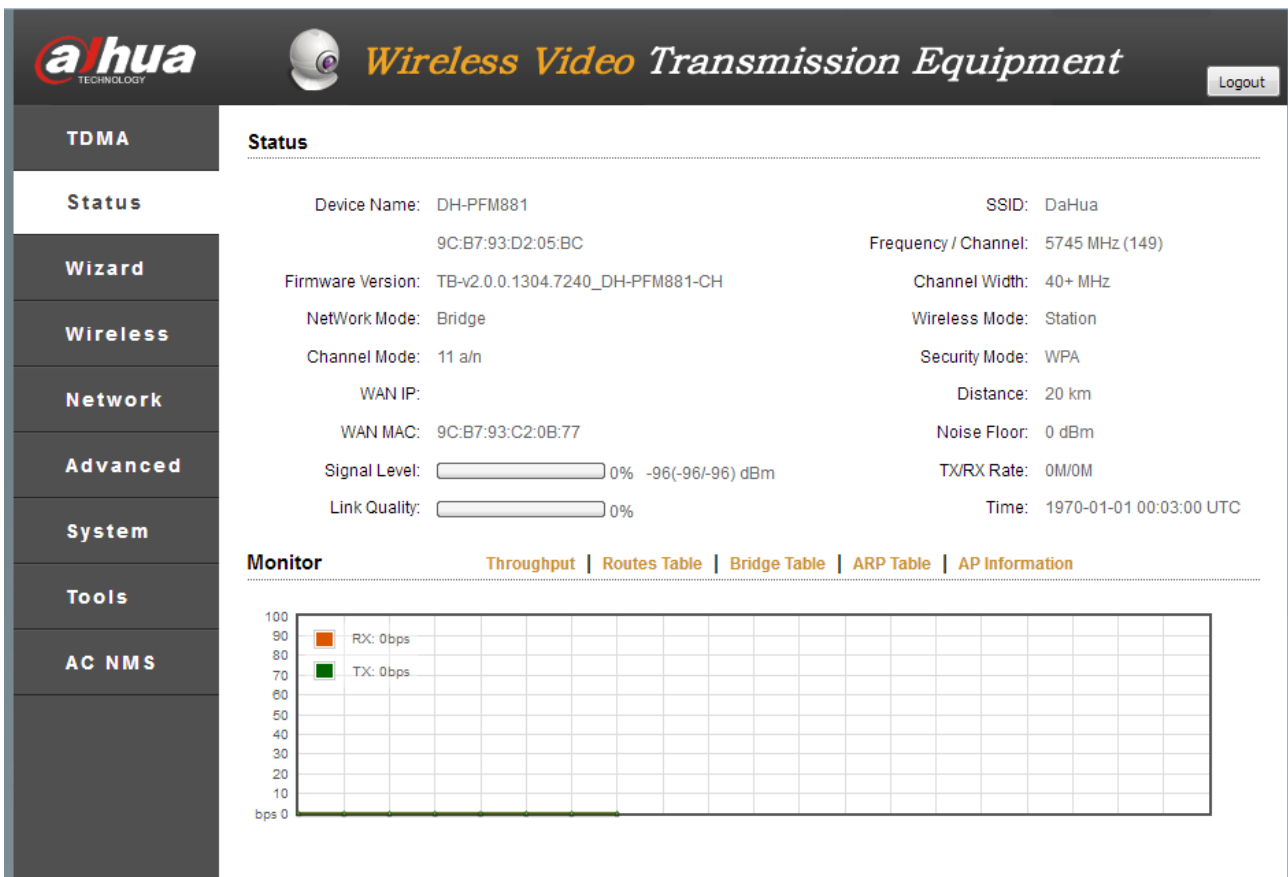 alhua
TECHNOLOGY
Wireless Video Transmission Equipment
Logout
TDMA
Status
Wizard
Wireless
Network
Advanced
System
Tools
AC NMS
Status
Device Name: DH-PFM881 SSID: DaHua
9C:B7:93:D2:05:BC Frequency / Channel: 5745 MHz (149)
Firmware Version: TB-v2.0.0.1304.7240_DH-PFM881-CH Channel Width: 40+ MHz
NetWork Mode: Bridge Wireless Mode: Station
Channel Mode: 11 a/n Security Mode: WPA
WAN IP: Distance: 20 km
WAN MAC: 9C:B7:93:C2:0B:77 Noise Floor: 0 dBm
Signal Level: 0% -96(-96/-96) dBm TX/RX Rate: 0M/0M
Link Quality: 0% Time: 1970-01-01 00:03:00 UTC
Monitor Throughput | Routes Table | Bridge Table | ARP Table | AP Information
100
90
80
70
60
50
40
30
20
10
bps 0
RX: 0bps
TX: 0bps